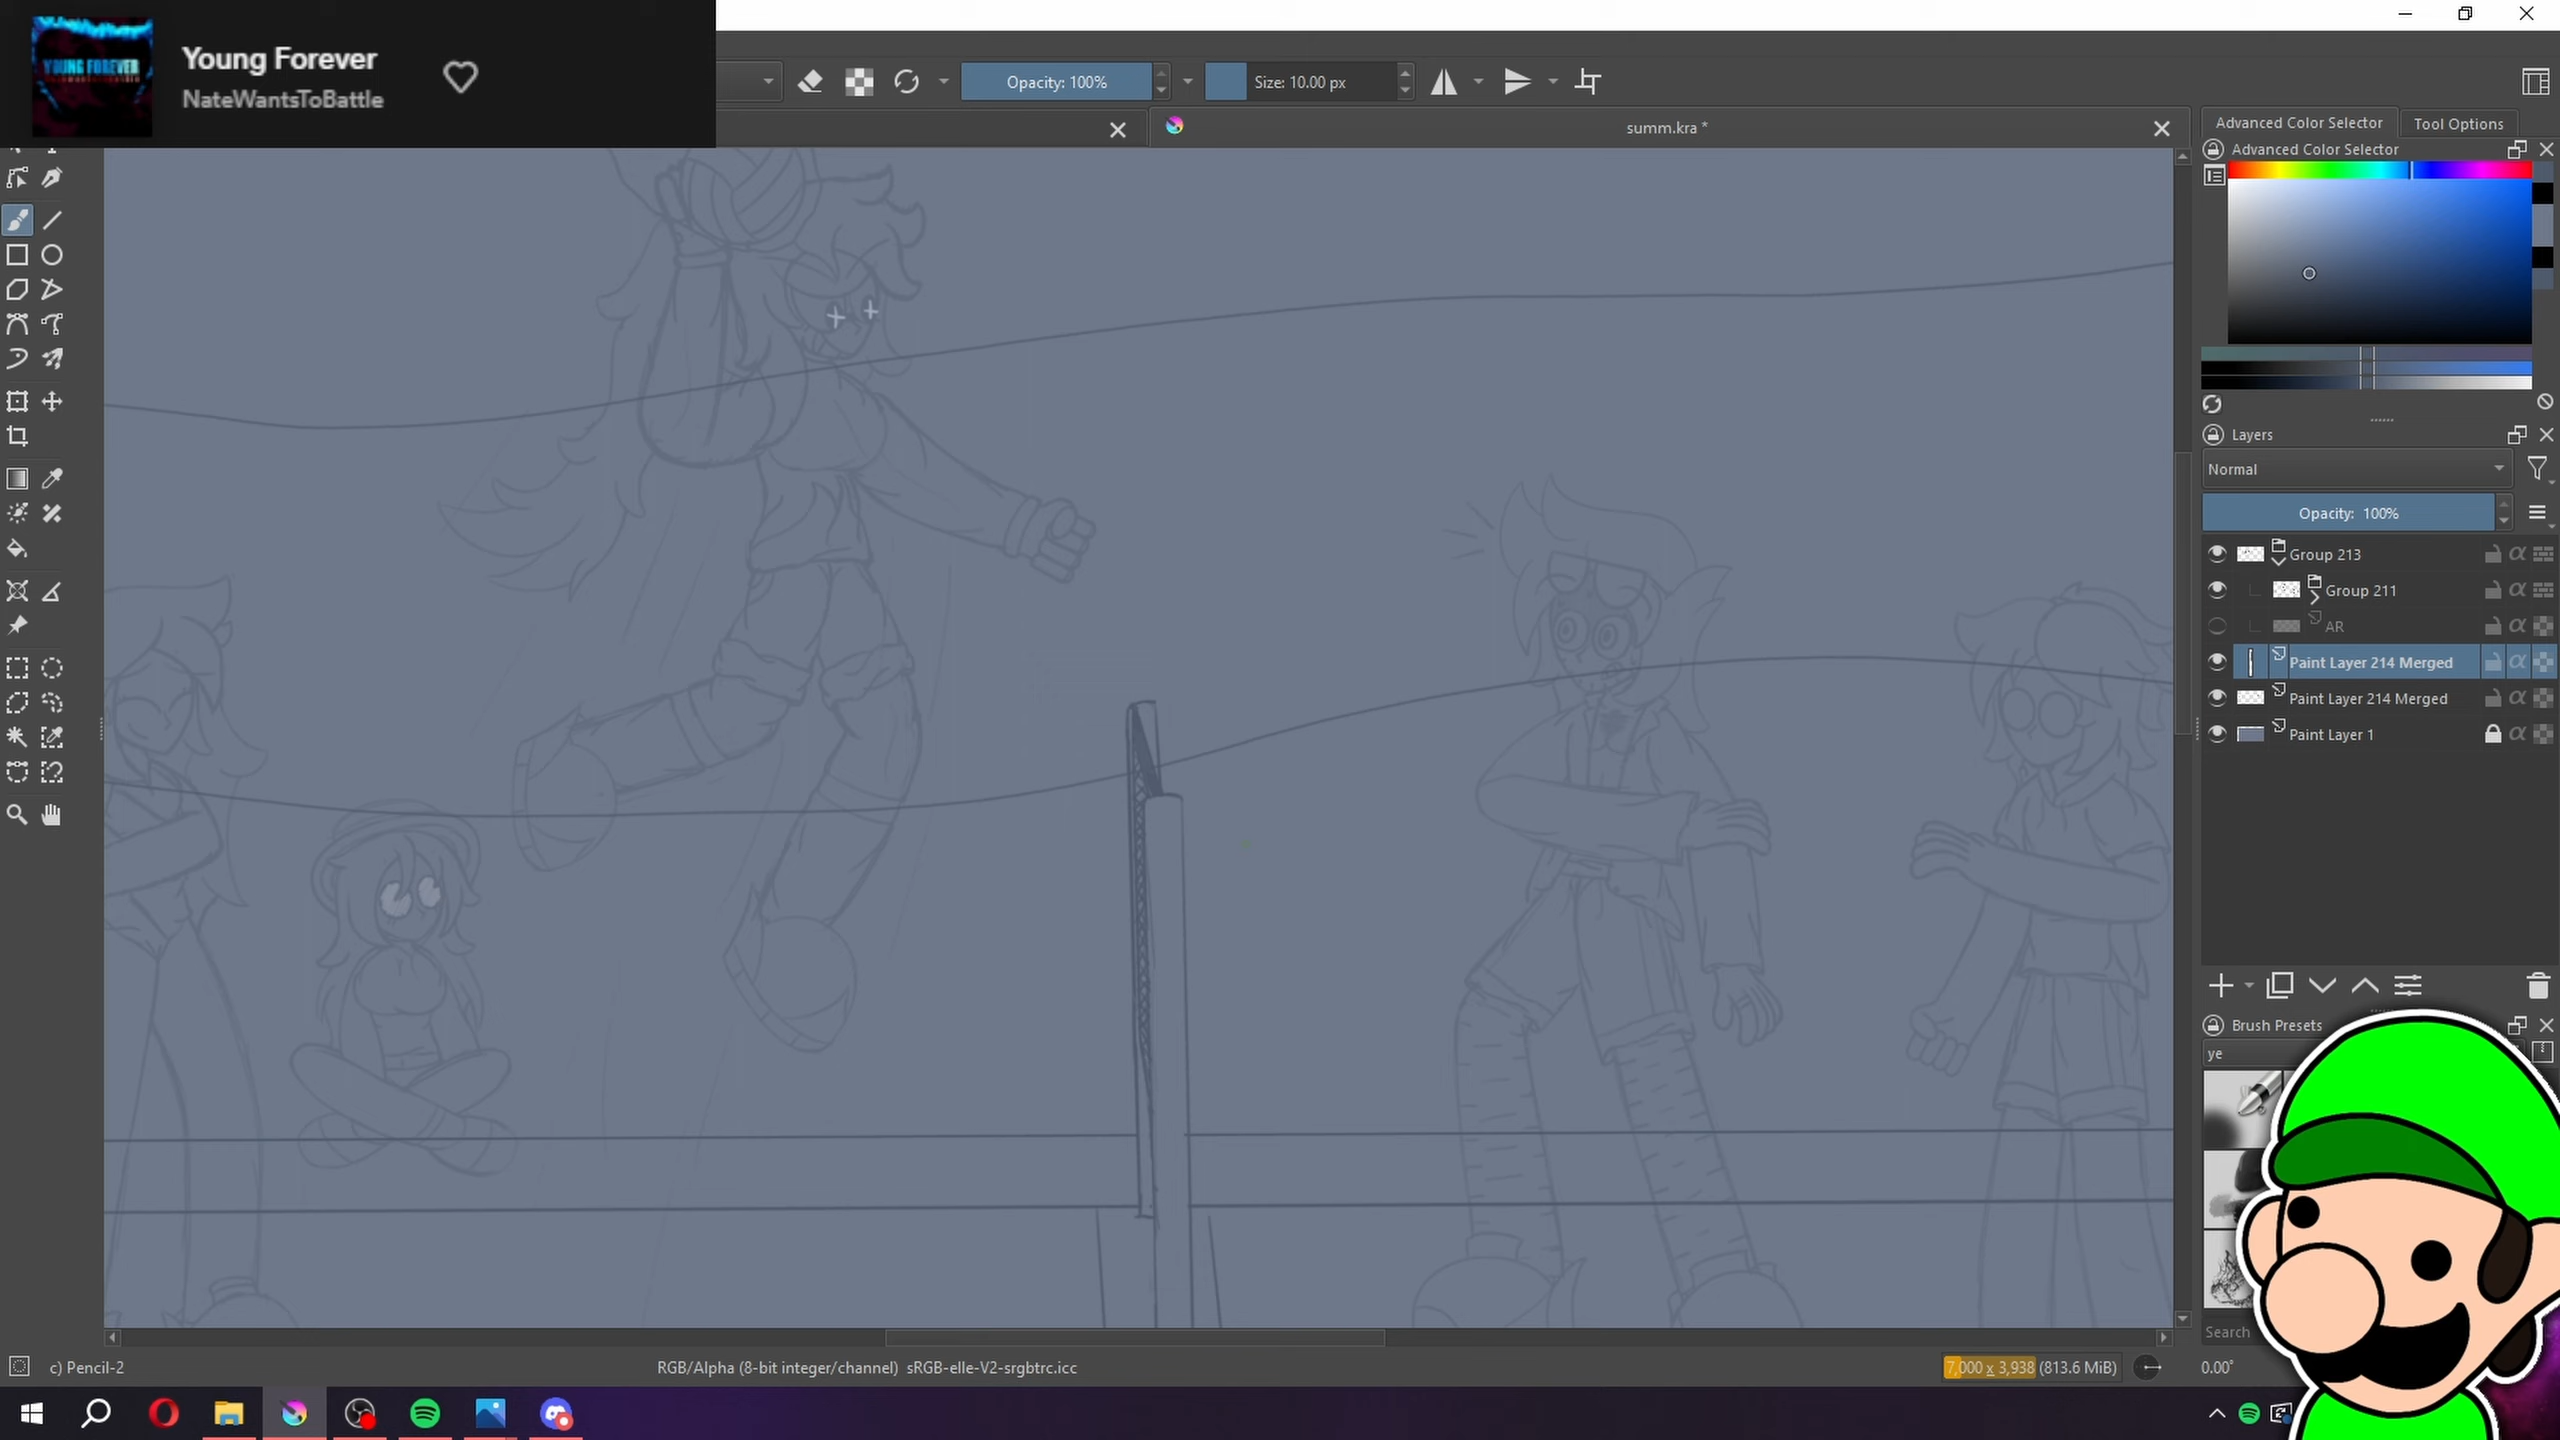 YOUNG FOREVER
Young Forever
NateWantsToBattle
Opacity: 100%
Size: 10.00 px
summ.kra *
Advanced Color Selector
Tool Options
Advanced Color Selector
Layers
Normal
Opacity: 100%
Group 213
Group 211
AR
Paint Layer 214 Merged
Paint Layer 214 Merged
Paint Layer 1
Brush Presets
ye
Search
c) Pencil-2
RGB/Alpha (8-bit integer/channel) sRGB-elle-V2-srgbtrc.icc
7,000 x 3,938 (813.6 MiB)
0.00°